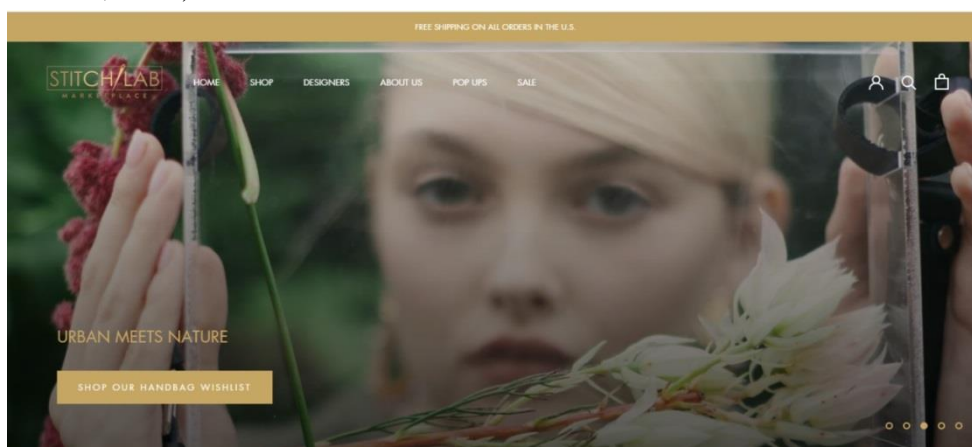 FREE SHIPPING ON ALL ORDERS IN THE U.S.
STITCH/LAB
MARKETPLACE
HOME SHOP DESIGNERS ABOUT US POP UPS SALE
URBAN MEETS NATURE
SHOP OUR HANDBAG WISHLIST